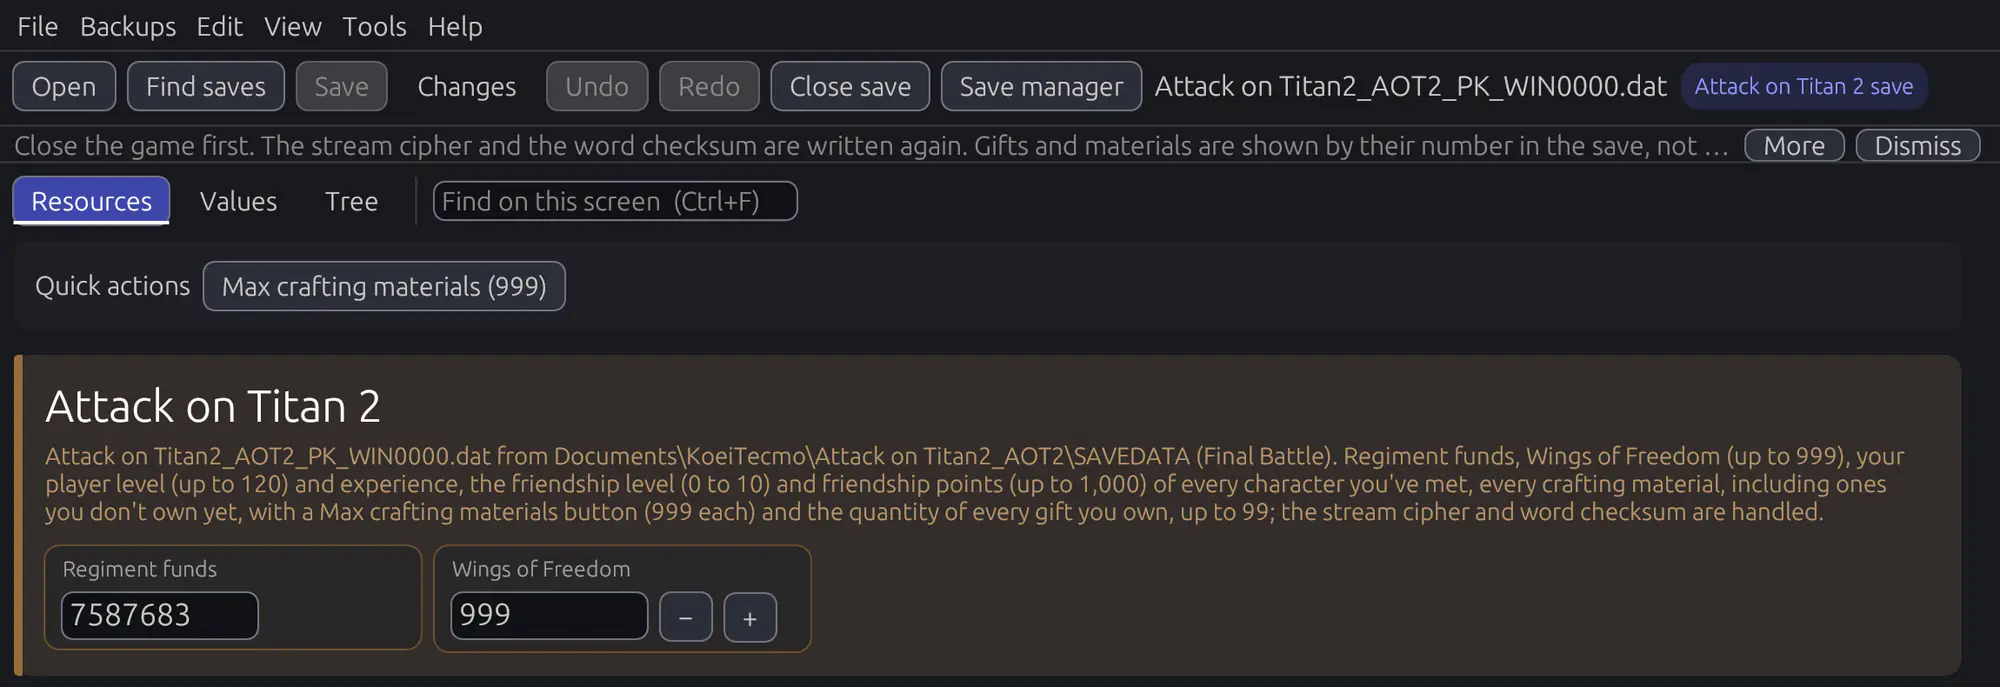 File Backups Edit View Tools Help
Open Find saves Save Changes Undo Redo Close save Save manager Attack on Titan2_AOT2_PK_WIN0000.dat Attack on Titan 2 save
Close the game first. The stream cipher and the word checksum are written again. Gifts and materials are shown by their number in the save, not … More Dismiss
Resources Values Tree Find on this screen (Ctrl+F)
Quick actions Max crafting materials (999)
Attack on Titan 2
Attack on Titan2_AOT2_PK_WIN0000.dat from Documents\KoeiTecmo\Attack on Titan2_AOT2\SAVEDATA (Final Battle). Regiment funds, Wings of Freedom (up to 999), your
player level (up to 120) and experience, the friendship level (0 to 10) and friendship points (up to 1,000) of every character you've met, every crafting material, including ones
you don't own yet, with a Max crafting materials button (999 each) and the quantity of every gift you own, up to 99; the stream cipher and word checksum are handled.
Regiment funds Wings of Freedom
7587683 999 − +